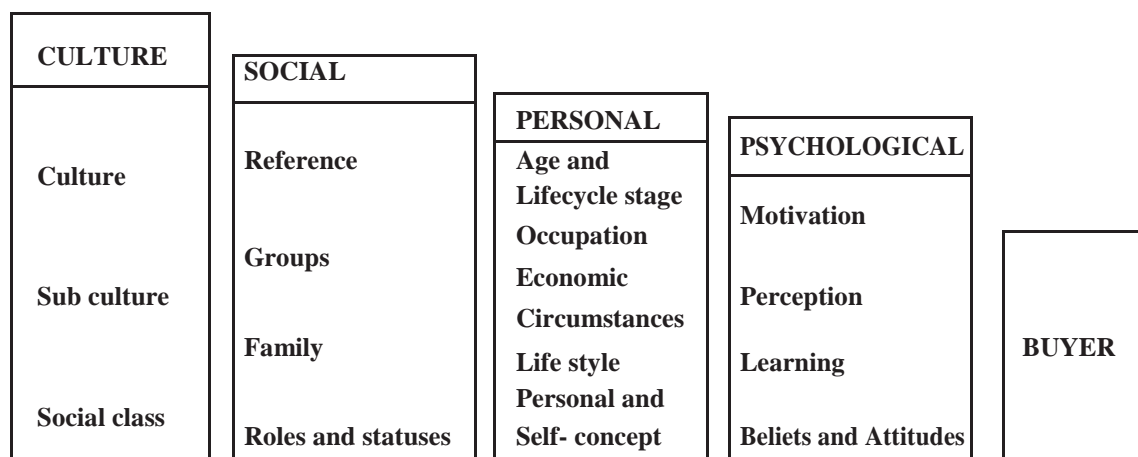 CULTURE
Culture
Sub culture
Social class
SOCIAL
Reference
Groups
Family
Roles and statuses
PERSONAL
Age and
Lifecycle stage
Occupation
Economic
Circumstances
Life style
Personal and
Self- concept
PSYCHOLOGICAL
Motivation
Perception
Learning
Beliets and Attitudes
BUYER